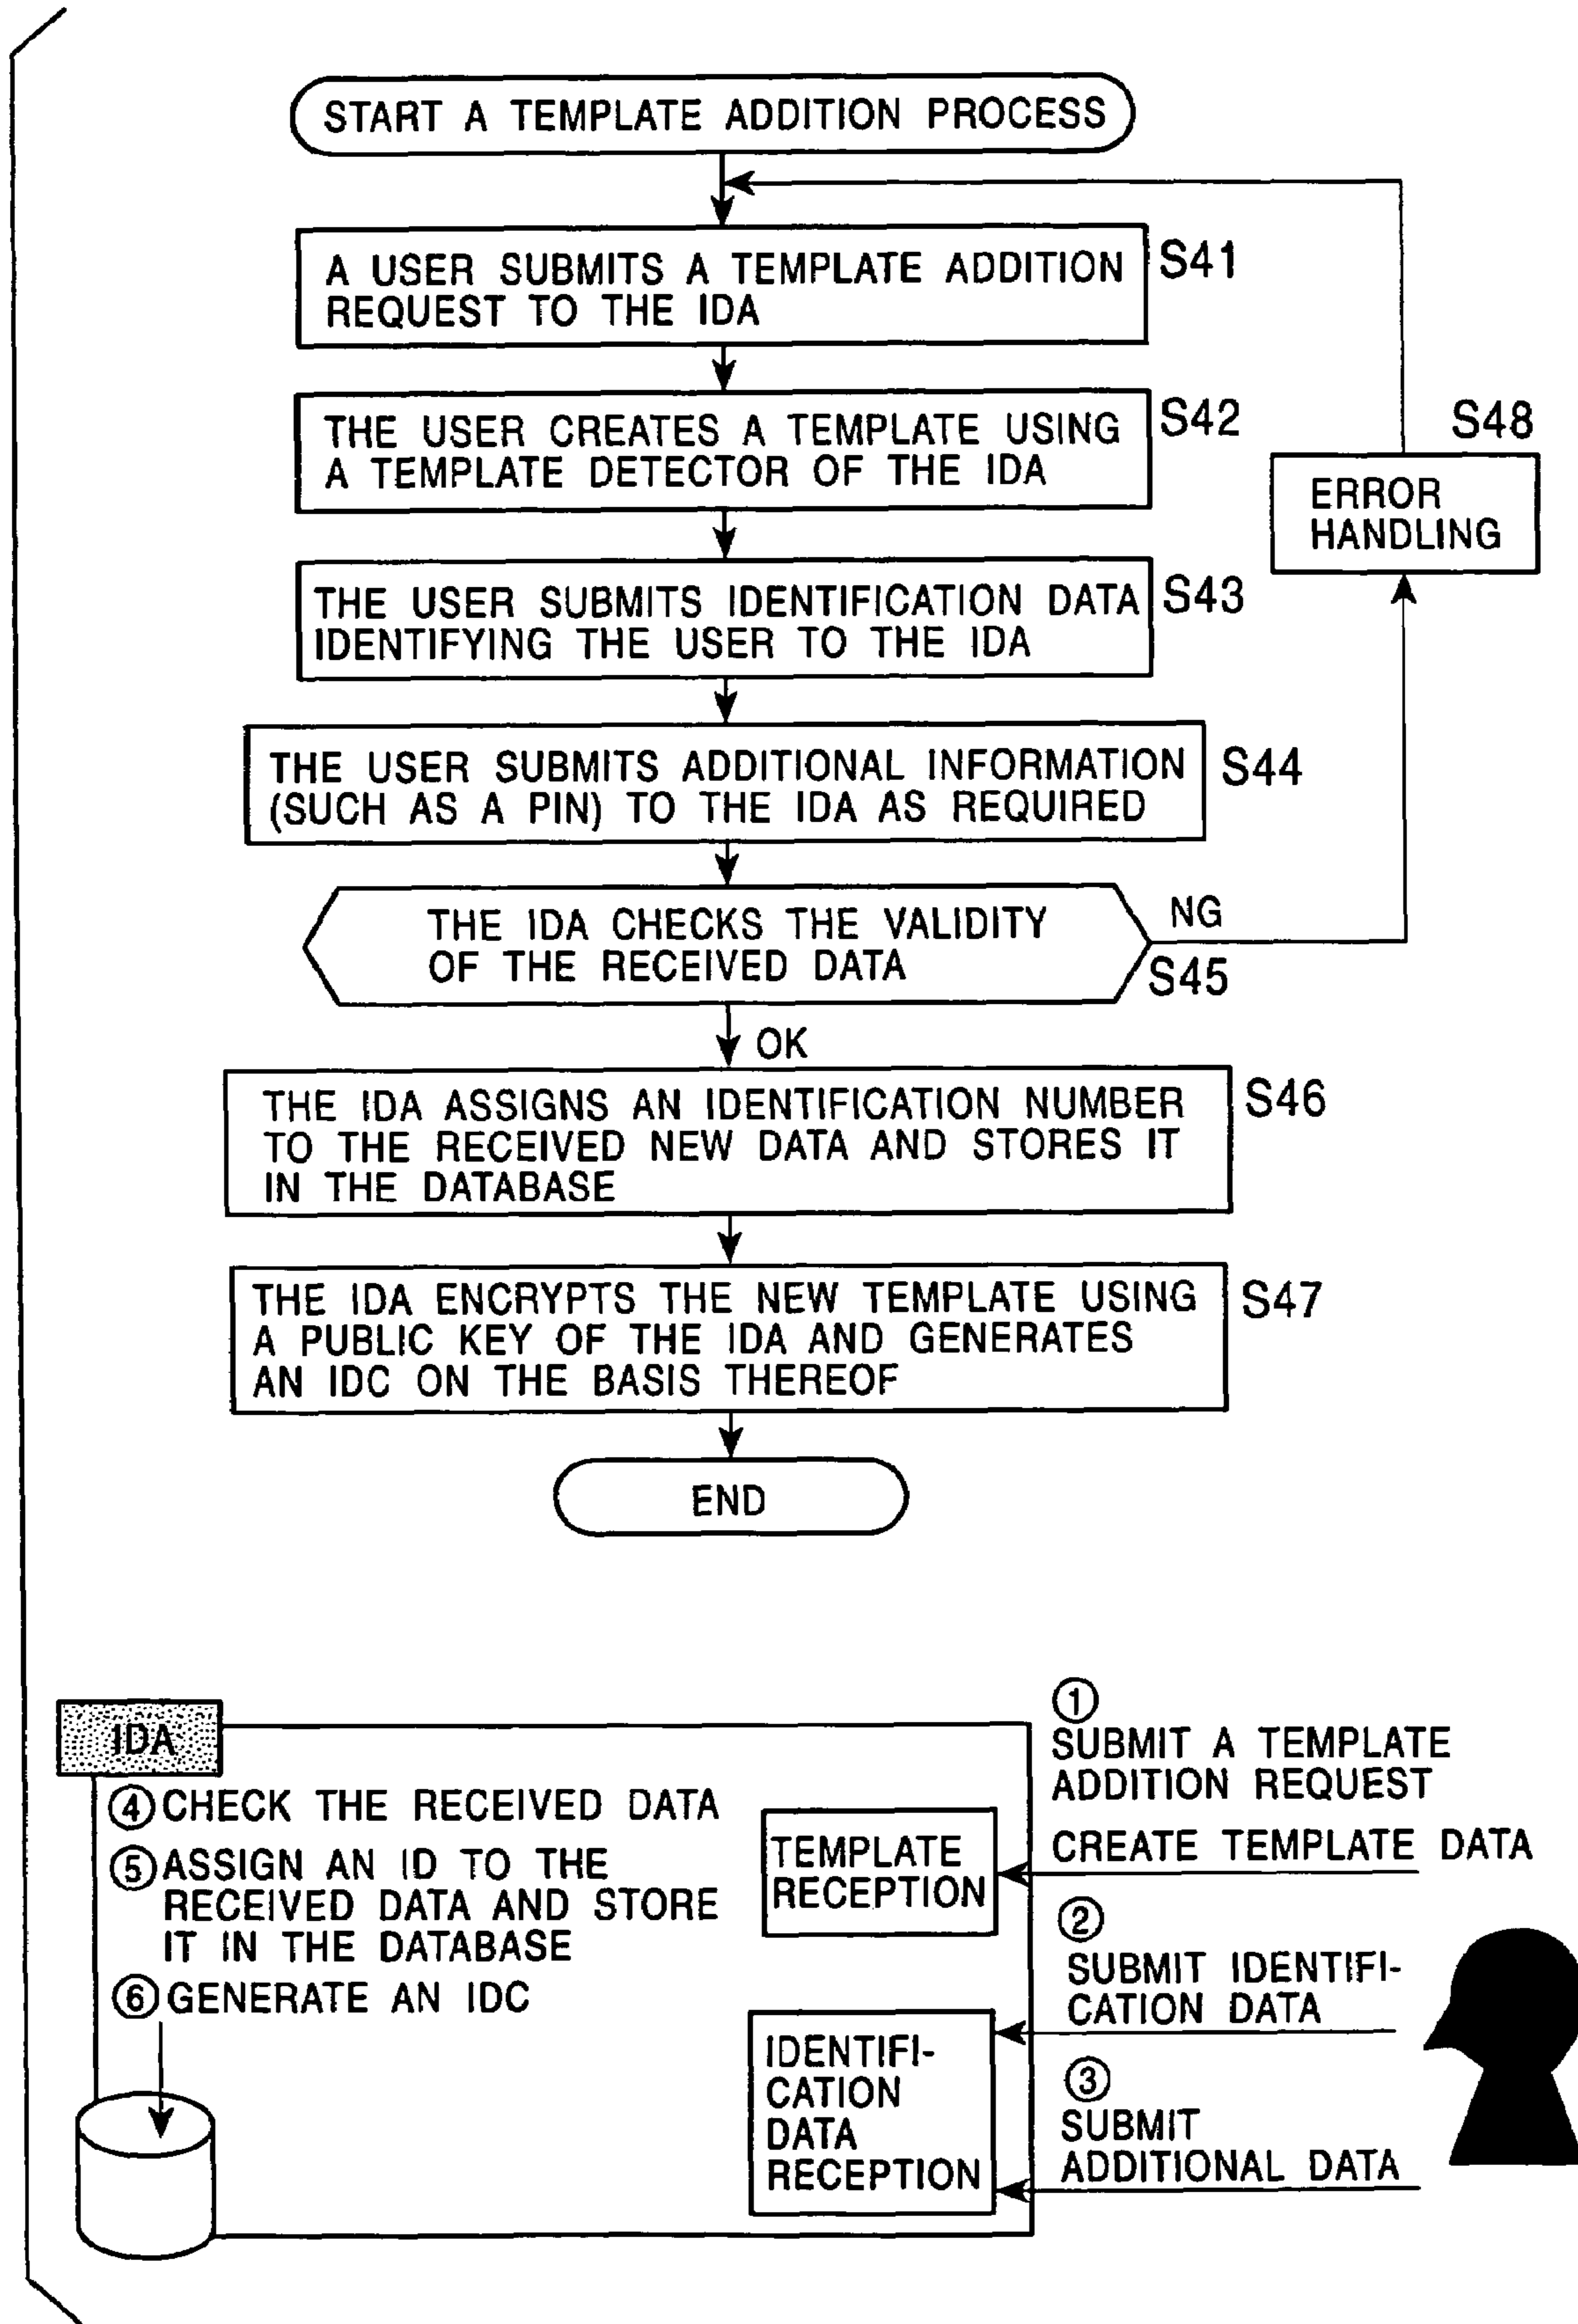 START A TEMPLATE ADDITION PROCESS
A USER SUBMITS A TEMPLATE ADDITION
REQUEST TO THE IDA
S41
THE USER CREATES A TEMPLATE USING
A TEMPLATE DETECTOR OF THE IDA
S42
S48
ERROR
HANDLING
THE USER SUBMITS IDENTIFICATION DATA
IDENTIFYING THE USER TO THE IDA
S43
THE USER SUBMITS ADDITIONAL INFORMATION
(SUCH AS A PIN) TO THE IDA AS REQUIRED
S44
THE IDA CHECKS THE VALIDITY
OF THE RECEIVED DATA
NG
S45
OK
THE IDA ASSIGNS AN IDENTIFICATION NUMBER
TO THE RECEIVED NEW DATA AND STORES IT
IN THE DATABASE
S46
THE IDA ENCRYPTS THE NEW TEMPLATE USING
A PUBLIC KEY OF THE IDA AND GENERATES
AN IDC ON THE BASIS THEREOF
S47
END
IDA
④ CHECK THE RECEIVED DATA
⑤ ASSIGN AN ID TO THE
RECEIVED DATA AND STORE
IT IN THE DATABASE
⑥ GENERATE AN IDC
TEMPLATE
RECEPTION
IDENTIFI-
CATION
DATA
RECEPTION
①
SUBMIT A TEMPLATE
ADDITION REQUEST
CREATE TEMPLATE DATA
②
SUBMIT IDENTIFI-
CATION DATA
③
SUBMIT
ADDITIONAL DATA